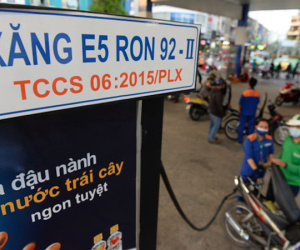 XĂNG E5 RON 92-II
TCCS 06:2015/PLX
đậu nành
nước trái cây
ngon tuyệt